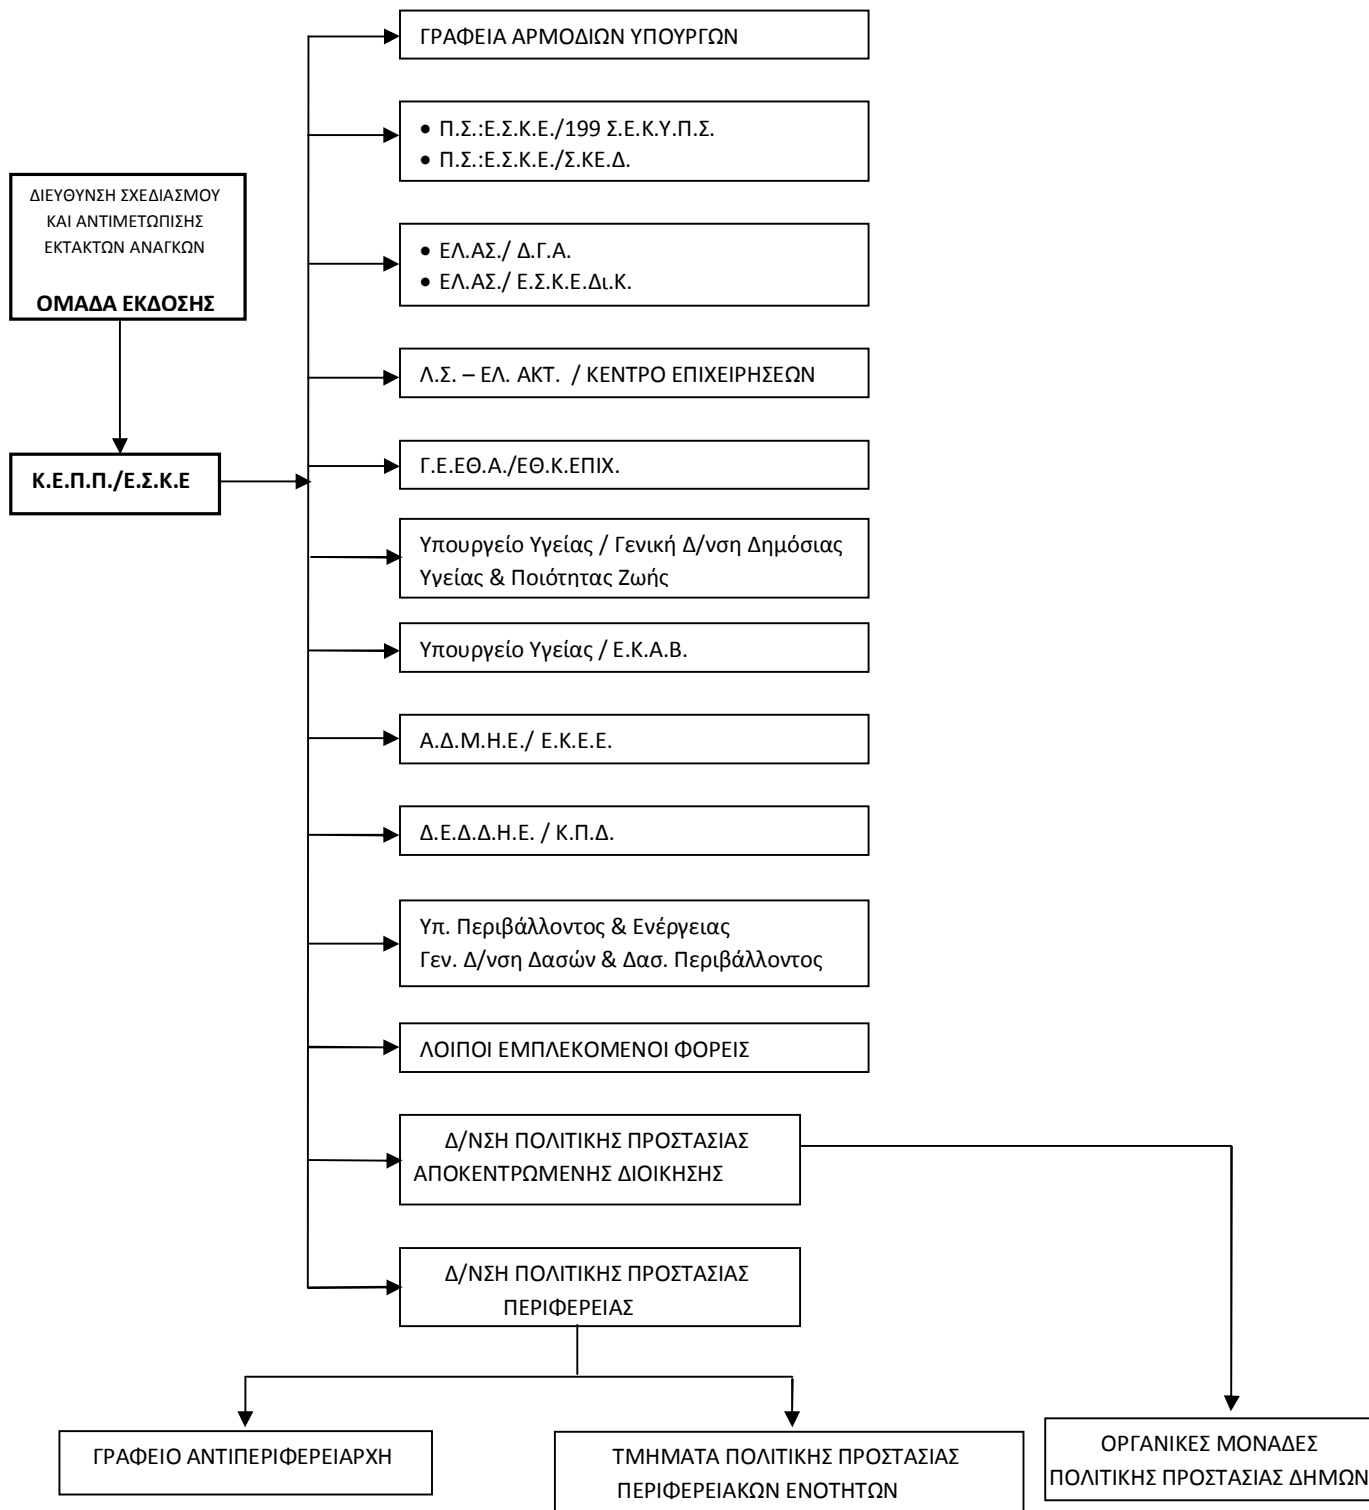 ΓΡΑΦΕΙΑ ΑΡΜΟΔΙΩΝ ΥΠΟΥΡΓΩΝ
• Π.Σ.:Ε.Σ.Κ.Ε./199 Σ.Ε.Κ.Υ.Π.Σ.
• Π.Σ.:Ε.Σ.Κ.Ε./Σ.ΚΕ.Δ.
ΔΙΕΥΘΥΝΣΗ ΣΧΕΔΙΑΣΜΟΥ
ΚΑΙ ΑΝΤΙΜΕΤΩΠΙΣΗΣ
ΕΚΤΑΚΤΩΝ ΑΝΑΓΚΩΝ
ΟΜΑΔΑ ΕΚΔΟΣΗΣ
• ΕΛ.ΑΣ./ Δ.Γ.Α.
• ΕΛ.ΑΣ./ Ε.Σ.Κ.Ε.Δι.Κ.
Λ.Σ. – ΕΛ. ΑΚΤ. / ΚΕΝΤΡΟ ΕΠΙΧΕΙΡΗΣΕΩΝ
Κ.Ε.Π.Π./Ε.Σ.Κ.Ε
Γ.Ε.ΕΘ.Α./ΕΘ.Κ.ΕΠΙΧ.
Υπουργείο Υγείας / Γενική Δ/νση Δημόσιας
Υγείας & Ποιότητας Ζωής
Υπουργείο Υγείας / Ε.Κ.Α.Β.
Α.Δ.Μ.Η.Ε./ Ε.Κ.Ε.Ε.
Δ.Ε.Δ.Δ.Η.Ε. / Κ.Π.Δ.
Υπ. Περιβάλλοντος & Ενέργειας
Γεν. Δ/νση Δασών & Δασ. Περιβάλλοντος
ΛΟΙΠΟΙ ΕΜΠΛΕΚΟΜΕΝΟΙ ΦΟΡΕΙΣ
Δ/ΝΣΗ ΠΟΛΙΤΙΚΗΣ ΠΡΟΣΤΑΣΙΑΣ
ΑΠΟΚΕΝΤΡΩΜΕΝΗΣ ΔΙΟΙΚΗΣΗΣ
Δ/ΝΣΗ ΠΟΛΙΤΙΚΗΣ ΠΡΟΣΤΑΣΙΑΣ
ΠΕΡΙΦΕΡΕΙΑΣ
ΓΡΑΦΕΙΟ ΑΝΤΙΠΕΡΙΦΕΡΕΙΑΡΧΗ
ΤΜΗΜΑΤΑ ΠΟΛΙΤΙΚΗΣ ΠΡΟΣΤΑΣΙΑΣ
ΠΕΡΙΦΕΡΕΙΑΚΩΝ ΕΝΟΤΗΤΩΝ
ΟΡΓΑΝΙΚΕΣ ΜΟΝΑΔΕΣ
ΠΟΛΙΤΙΚΗΣ ΠΡΟΣΤΑΣΙΑΣ ΔΗΜΩΝ